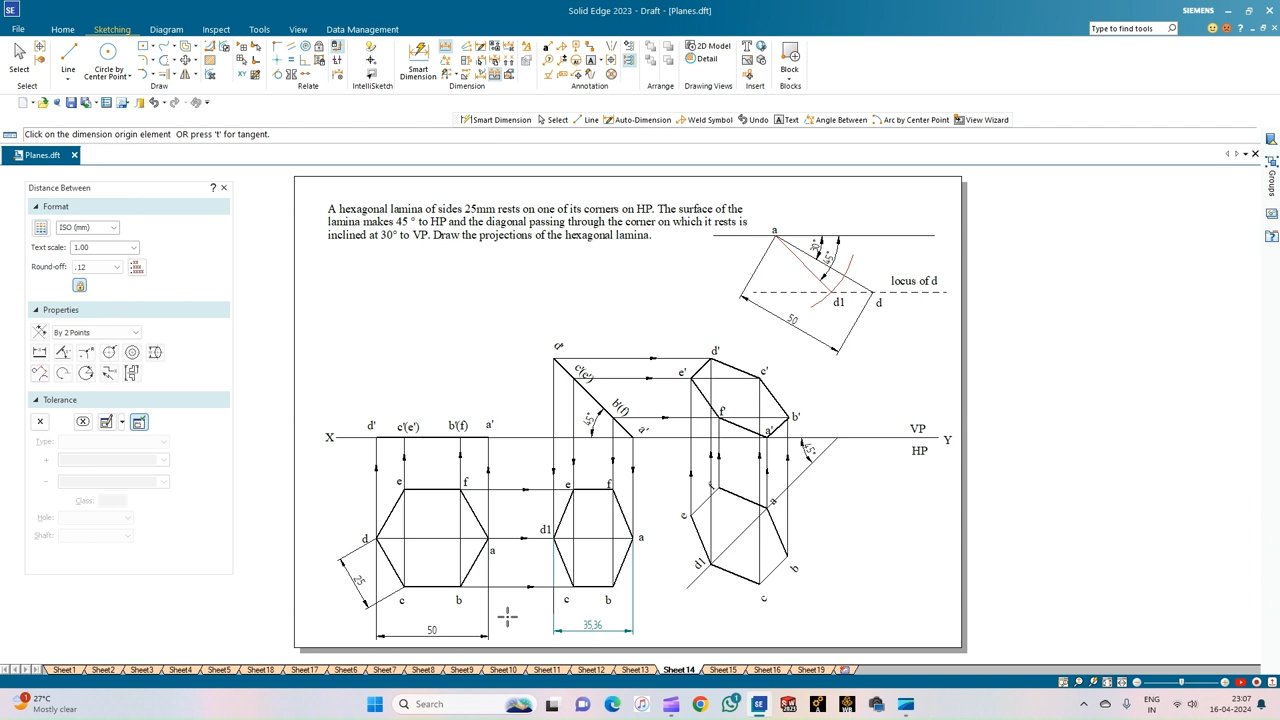 SE
Solid Edge 2023 - Draft - [Planes.dft]
SIEMENS
File
Home
Sketching
Diagram
Inspect
Tools
View
Data Management
Type to find tools
Select
Line
Circle by
Center Point
Smart
Dimension
2D Model
Detail
Block
Select
Draw
Relate
IntelliSketch
Dimension
Annotation
Arrange
Drawing Views
Insert
Blocks
Smart Dimension
Select
Line
Auto-Dimension
Weld Symbol
Undo
Text
Angle Between
Arc by Center Point
View Wizard
Click on the dimension origin element OR press 't' for tangent.
Planes.dft
Groups
Distance Between
?
Format
ISO (mm)
Text scale:
1.00
Round-off:
.12
Properties
By 2 Points
Tolerance
Type:
+
-
Class:
Hole:
Shaft:
A hexagonal lamina of sides 25mm rests on one of its corners on HP. The surface of the
lamina makes 45 ° to HP and the diagonal passing through the corner on which it rests is
inclined at 30° to VP. Draw the projections of the hexagonal lamina.
a
30°
45°
locus of d
d1
d
50
d'
c'(e')
b'(f)
a'
45°
d'
e'
c'
f'
b'
a'
X
d'
c'(e')
b'(f)
a'
VP
HP
Y
45°
e
f
d
a
c
b
25
50
e
f
d1
a
c
b
35,36
f
e
a
d1
b
c
Sheet1
Sheet2
Sheet3
Sheet4
Sheet5
Sheet18
Sheet17
Sheet6
Sheet7
Sheet8
Sheet9
Sheet10
Sheet11
Sheet12
Sheet13
Sheet14
Sheet15
Sheet16
Sheet19
27°C
Mostly clear
Search
ENG
IN
23:07
16-04-2024